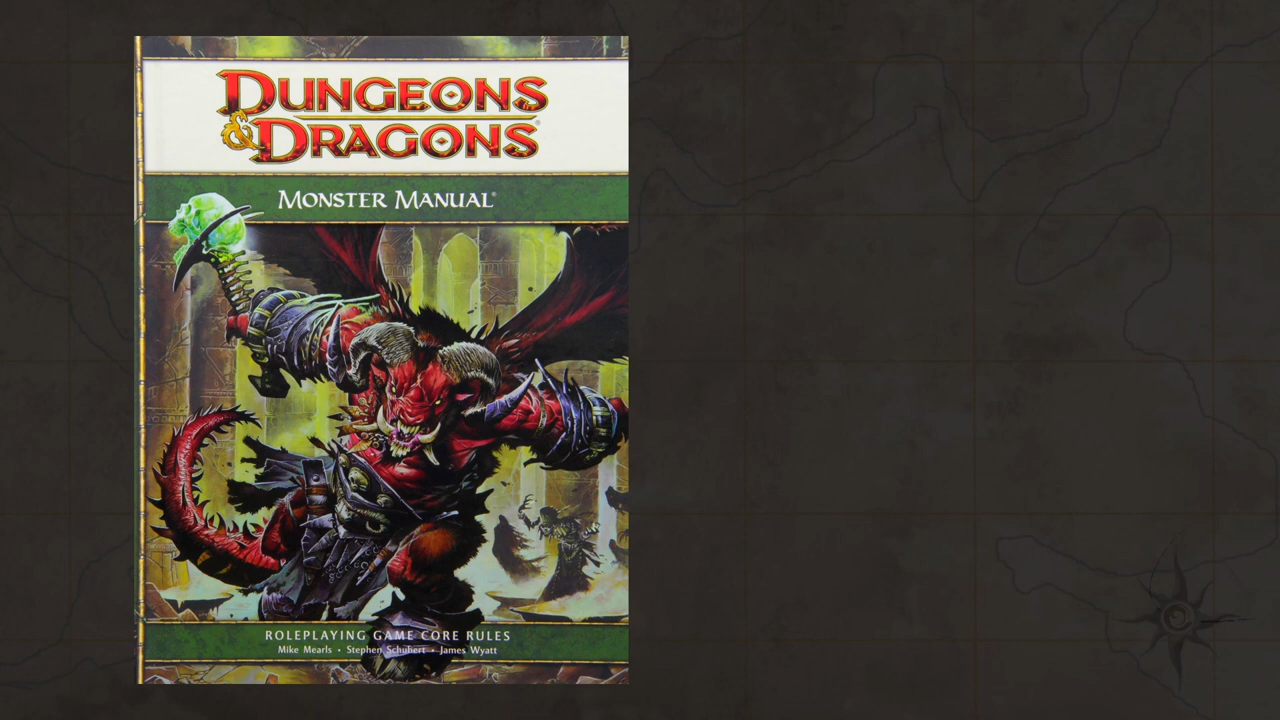 DUNGEONS
& DRAGONS®
MONSTER MANUAL®
ROLEPLAYING GAME CORE RULES
Mike Mearls • Stephen Schubert • James Wyatt